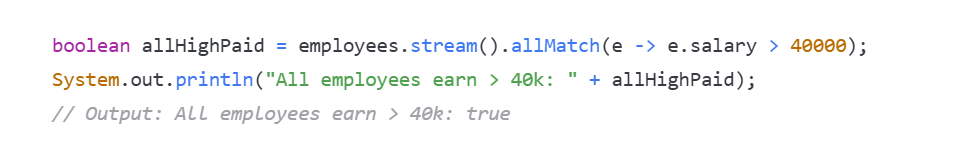 boolean allHighPaid = employees.stream().allMatch(e -> e.salary > 40000);
System.out.println("All employees earn > 40k: " + allHighPaid);
// Output: All employees earn > 40k: true